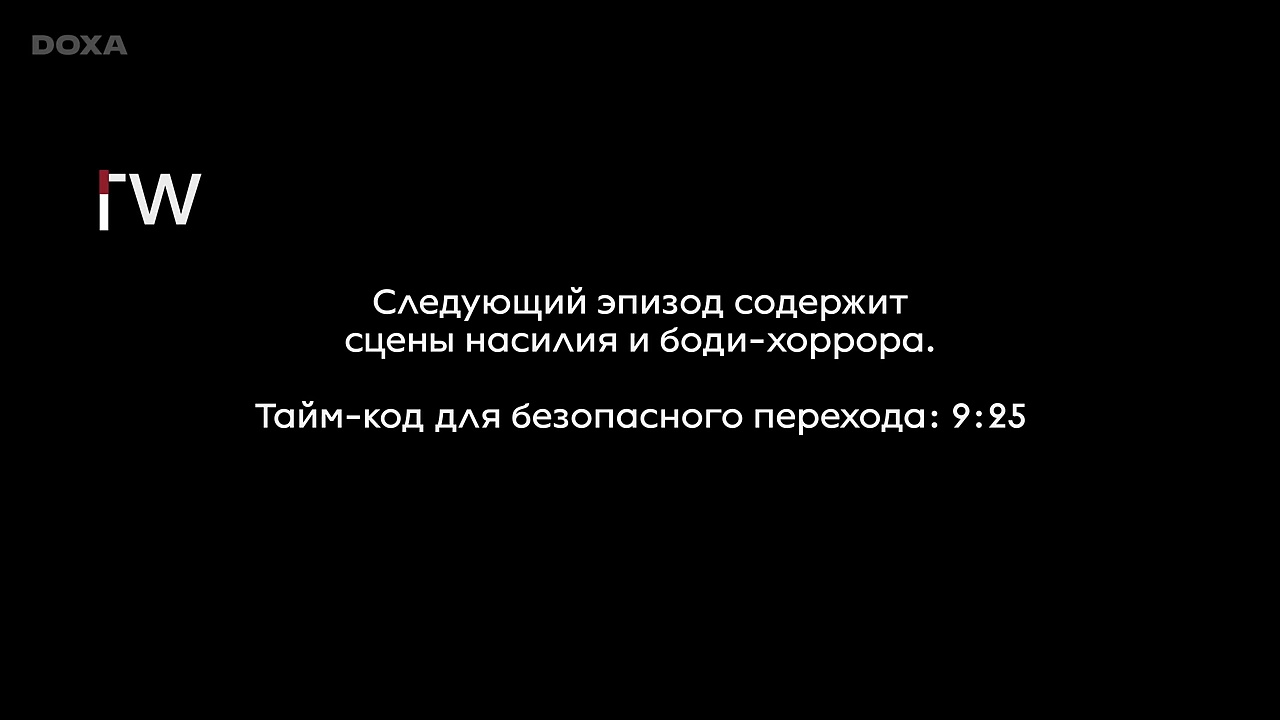 DOXA
TW
Следующий эпизод содержит
сцены насилия и боди-хоррора.
Тайм-код для безопасного перехода: 9:25